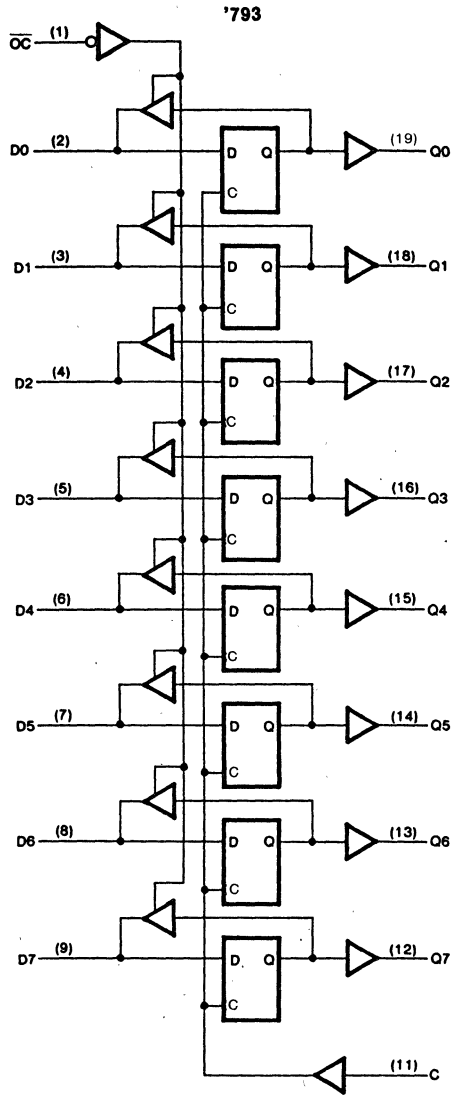 '793
OC (1)
D0 (2) D Q (19) Q0
C
D1 (3) D Q (18) Q1
C
D2 (4) D Q (17) Q2
C
D3 (5) D Q (16) Q3
C
D4 (6) D Q (15) Q4
C
D5 (7) D Q (14) Q5
C
D6 (8) D Q (13) Q6
C
D7 (9) D Q (12) Q7
C
(11) C